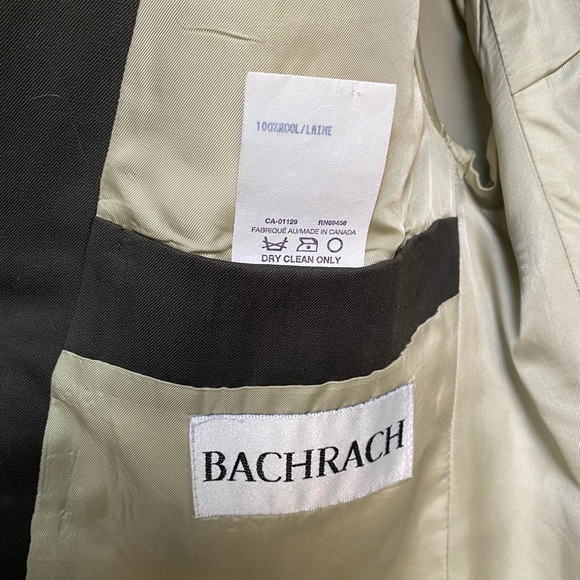 100%WOOL/LAINE
CA-01129 RN69456
FABRIQUÉ AU/MADE IN CANADA
DRY CLEAN ONLY
BACHRACH